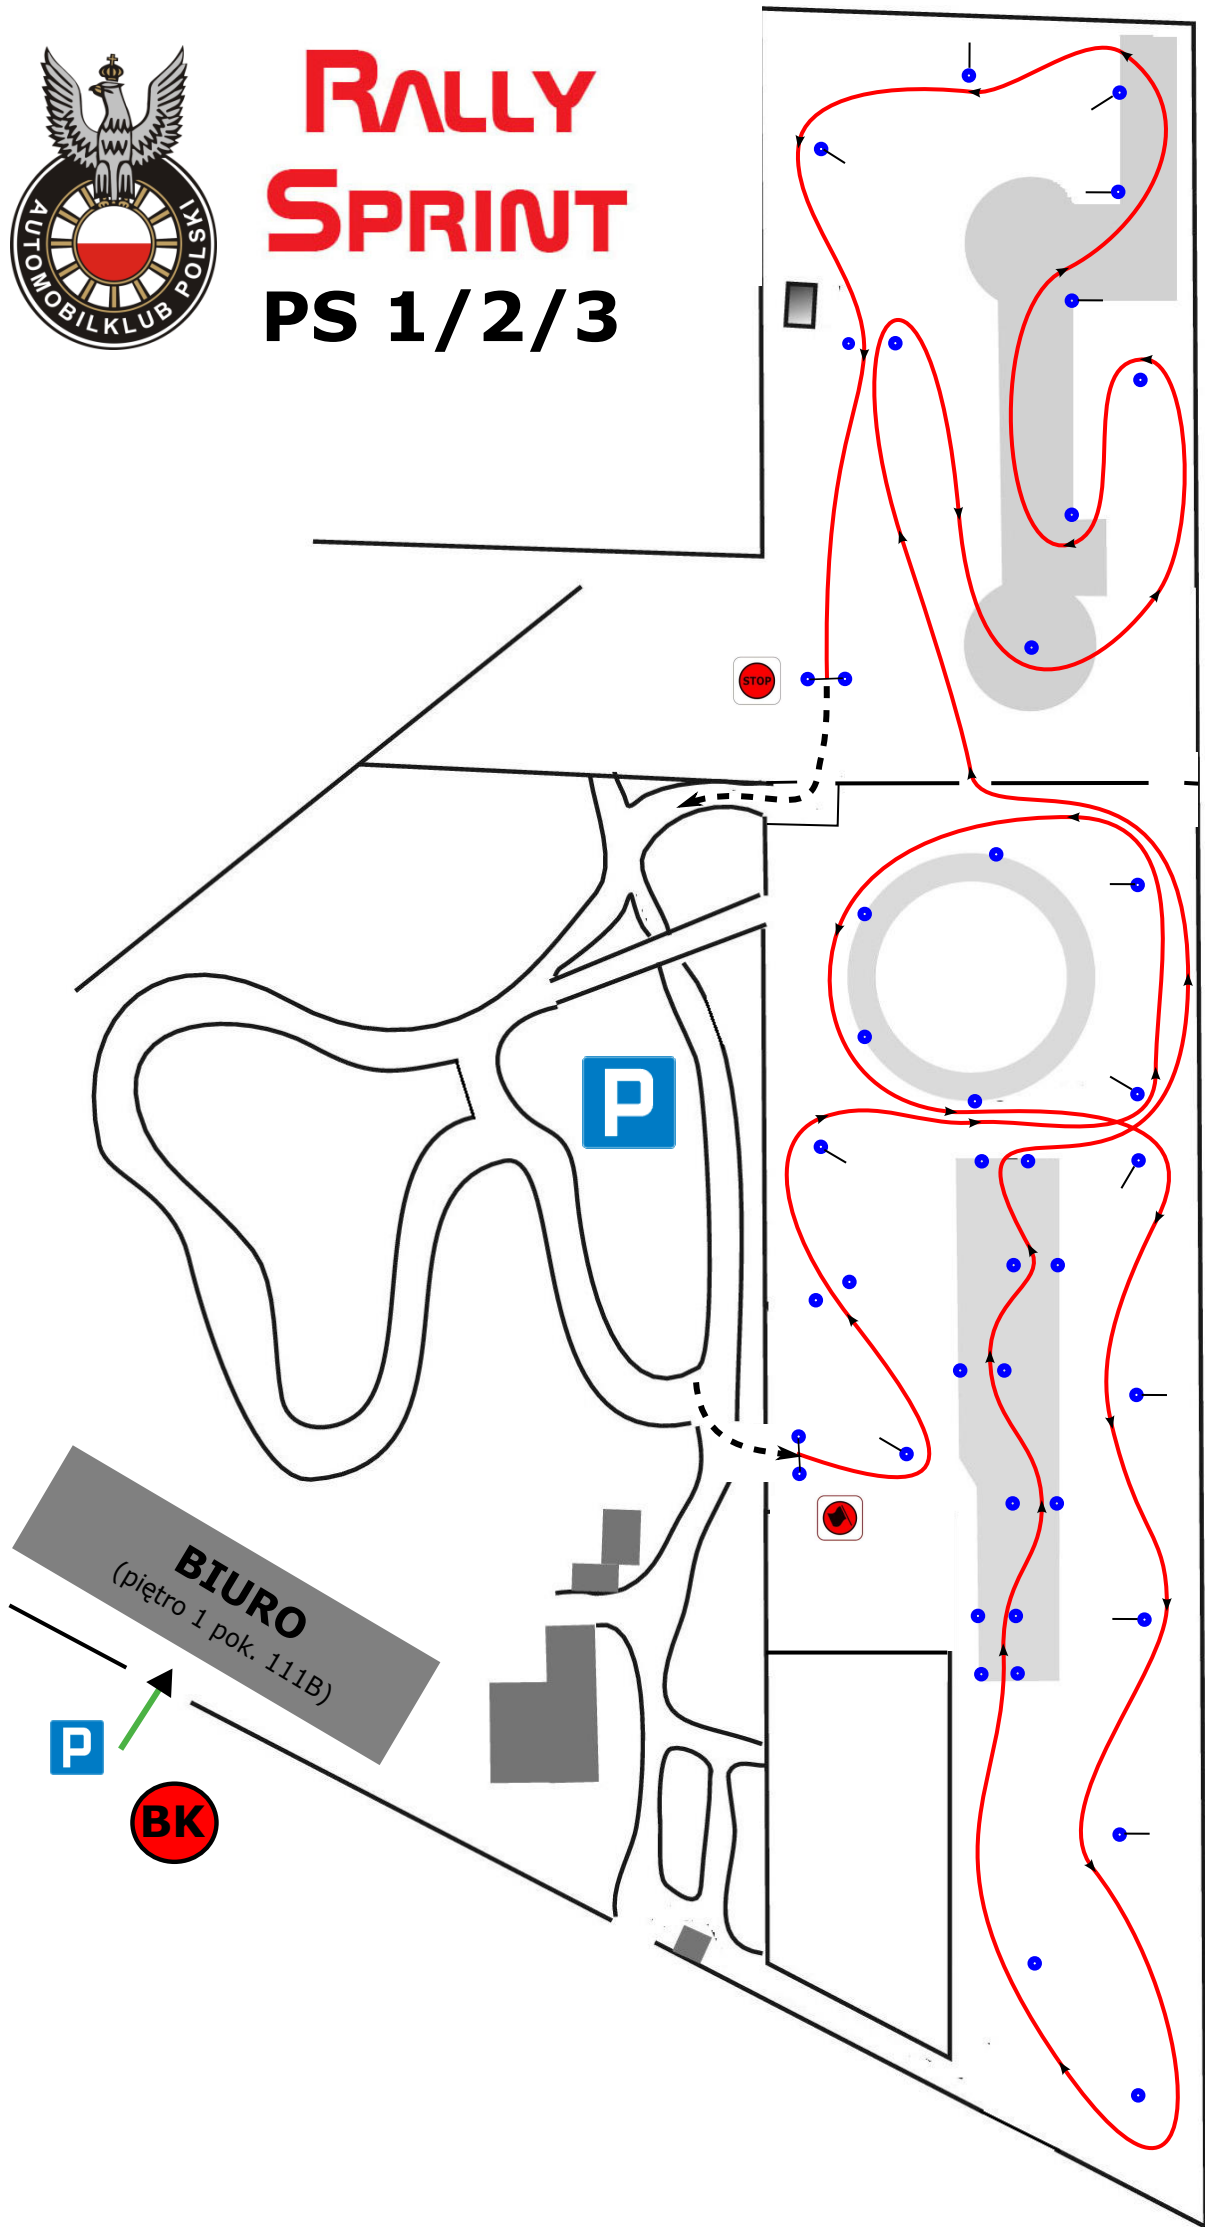 AUTOMOBILKLUB POLSKI
RALLY
SPRINT
PS 1/2/3
STOP
P
BIURO
(piętro 1 pok. 111B)
P
BK